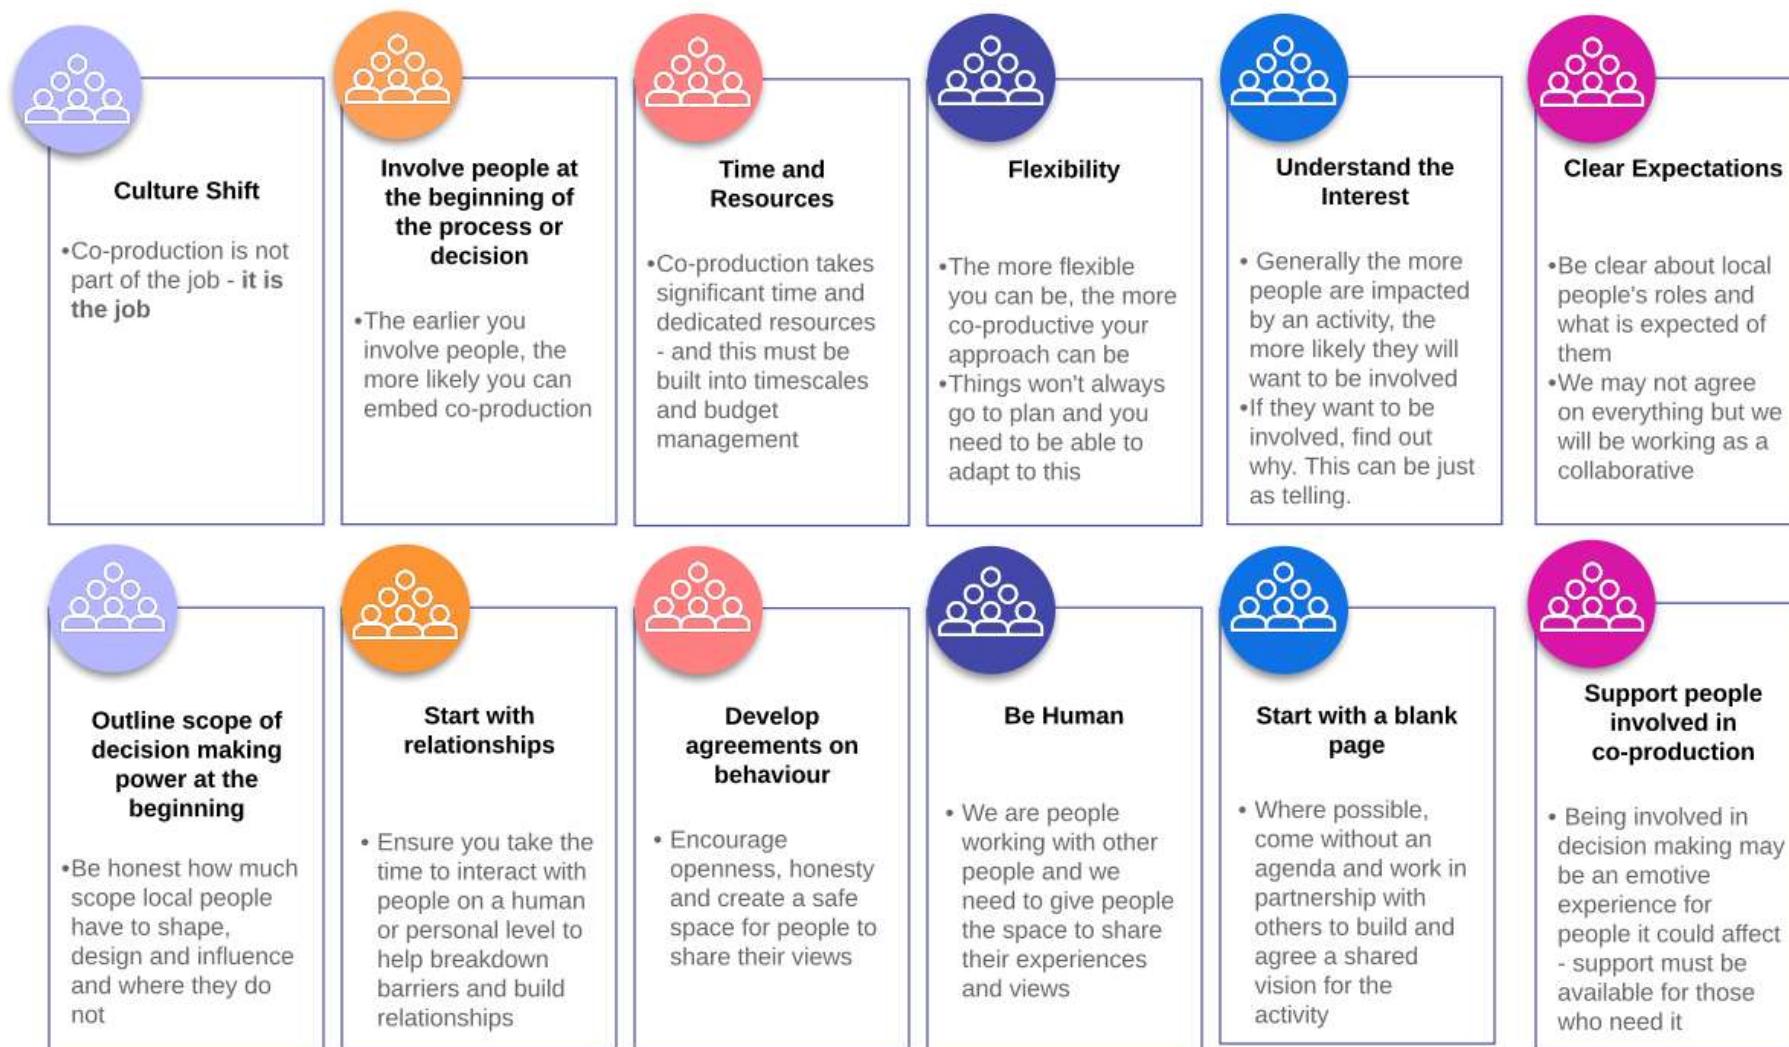 Culture Shift
•Co-production is not
part of the job - it is
the job
Involve people at
the beginning of
the process or
decision
•The earlier you
involve people, the
more likely you can
embed co-production
Time and
Resources
•Co-production takes
significant time and
dedicated resources
- and this must be
built into timescales
and budget
management
Flexibility
•The more flexible
you can be, the more
co-productive your
approach can be
•Things won't always
go to plan and you
need to be able to
adapt to this
Understand the
Interest
• Generally the more
people are impacted
by an activity, the
more likely they will
want to be involved
•If they want to be
involved, find out
why. This can be just
as telling.
Clear Expectations
•Be clear about local
people's roles and
what is expected of
them
•We may not agree
on everything but we
will be working as a
collaborative
Outline scope of
decision making
power at the
beginning
•Be honest how much
scope local people
have to shape,
design and influence
and where they do
not
Start with
relationships
• Ensure you take the
time to interact with
people on a human
or personal level to
help breakdown
barriers and build
relationships
Develop
agreements on
behaviour
• Encourage
openness, honesty
and create a safe
space for people to
share their views
Be Human
• We are people
working with other
people and we
need to give people
the space to share
their experiences
and views
Start with a blank
page
• Where possible,
come without an
agenda and work in
partnership with
others to build and
agree a shared
vision for the
activity
Support people
involved in
co-production
• Being involved in
decision making may
be an emotive
experience for
people it could affect
- support must be
available for those
who need it